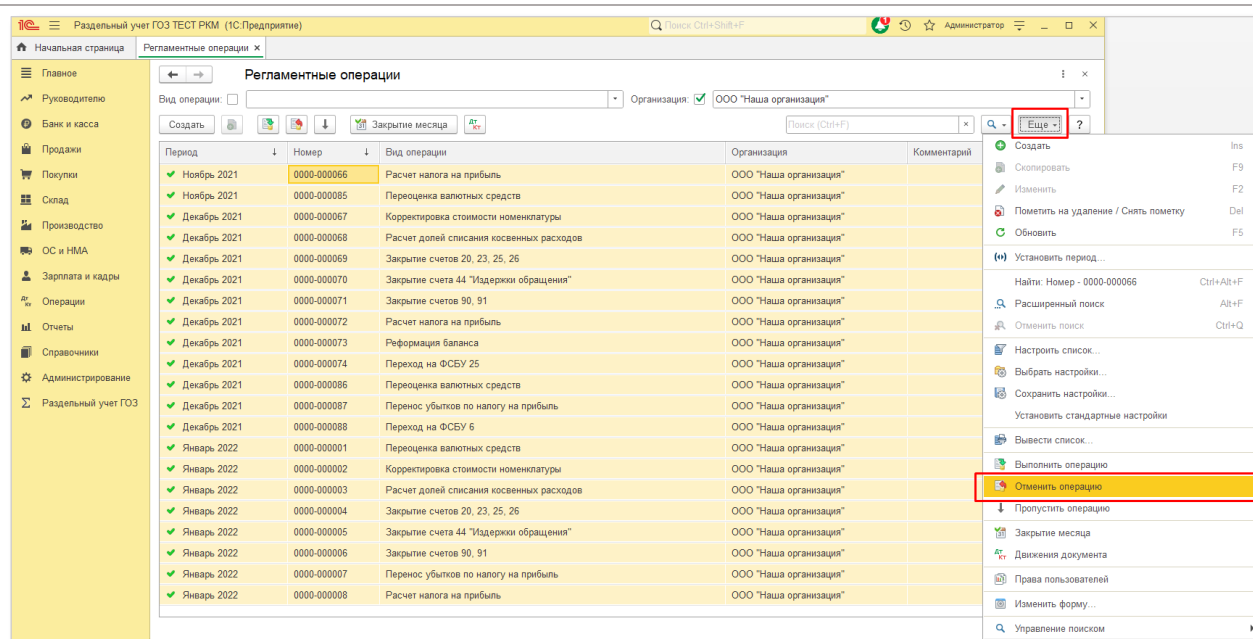 1С Раздельный учет ГОЗ ТЕСТ РКМ (1С:Предприятие) Поиск Ctrl+Shift+F Администратор
Начальная страница Регламентные операции ×
Главное
Руководителю
Банк и касса
Продажи
Покупки
Склад
Производство
ОС и НМА
Зарплата и кадры
Операции
Отчеты
Справочники
Администрирование
Раздельный учет ГОЗ
Регламентные операции
Вид операции: Организация: ООО "Наша организация"
Создать Закрытие месяца Дт Кт Поиск (Ctrl+F) × Еще ?
Период ↓ Номер ↓ Вид операции Организация Комментарий
Ноябрь 2021 0000-000066 Расчет налога на прибыль ООО "Наша организация"
Ноябрь 2021 0000-000085 Переоценка валютных средств ООО "Наша организация"
Декабрь 2021 0000-000067 Корректировка стоимости номенклатуры ООО "Наша организация"
Декабрь 2021 0000-000068 Расчет долей списания косвенных расходов ООО "Наша организация"
Декабрь 2021 0000-000069 Закрытие счетов 20, 23, 25, 26 ООО "Наша организация"
Декабрь 2021 0000-000070 Закрытие счета 44 "Издержки обращения" ООО "Наша организация"
Декабрь 2021 0000-000071 Закрытие счетов 90, 91 ООО "Наша организация"
Декабрь 2021 0000-000072 Расчет налога на прибыль ООО "Наша организация"
Декабрь 2021 0000-000073 Реформация баланса ООО "Наша организация"
Декабрь 2021 0000-000074 Переход на ФСБУ 25 ООО "Наша организация"
Декабрь 2021 0000-000086 Переоценка валютных средств ООО "Наша организация"
Декабрь 2021 0000-000087 Перенос убытков по налогу на прибыль ООО "Наша организация"
Декабрь 2021 0000-000088 Переход на ФСБУ 6 ООО "Наша организация"
Январь 2022 0000-000001 Переоценка валютных средств ООО "Наша организация"
Январь 2022 0000-000002 Корректировка стоимости номенклатуры ООО "Наша организация"
Январь 2022 0000-000003 Расчет долей списания косвенных расходов ООО "Наша организация"
Январь 2022 0000-000004 Закрытие счетов 20, 23, 25, 26 ООО "Наша организация"
Январь 2022 0000-000005 Закрытие счета 44 "Издержки обращения" ООО "Наша организация"
Январь 2022 0000-000006 Закрытие счетов 90, 91 ООО "Наша организация"
Январь 2022 0000-000007 Перенос убытков по налогу на прибыль ООО "Наша организация"
Январь 2022 0000-000008 Расчет налога на прибыль ООО "Наша организация"
Создать Ins
Скопировать F9
Изменить F2
Пометить на удаление / Снять пометку Del
Обновить F5
Установить период...
Найти: Номер - 0000-000066 Ctrl+Alt+F
Расширенный поиск Alt+F
Отменить поиск Ctrl+Q
Настроить список...
Выбрать настройки...
Сохранить настройки...
Установить стандартные настройки
Вывести список...
Выполнить операцию
Отменить операцию
Пропустить операцию
Закрытие месяца
Дт Кт Движения документа
Права пользователей
Изменить форму...
Управление поиском